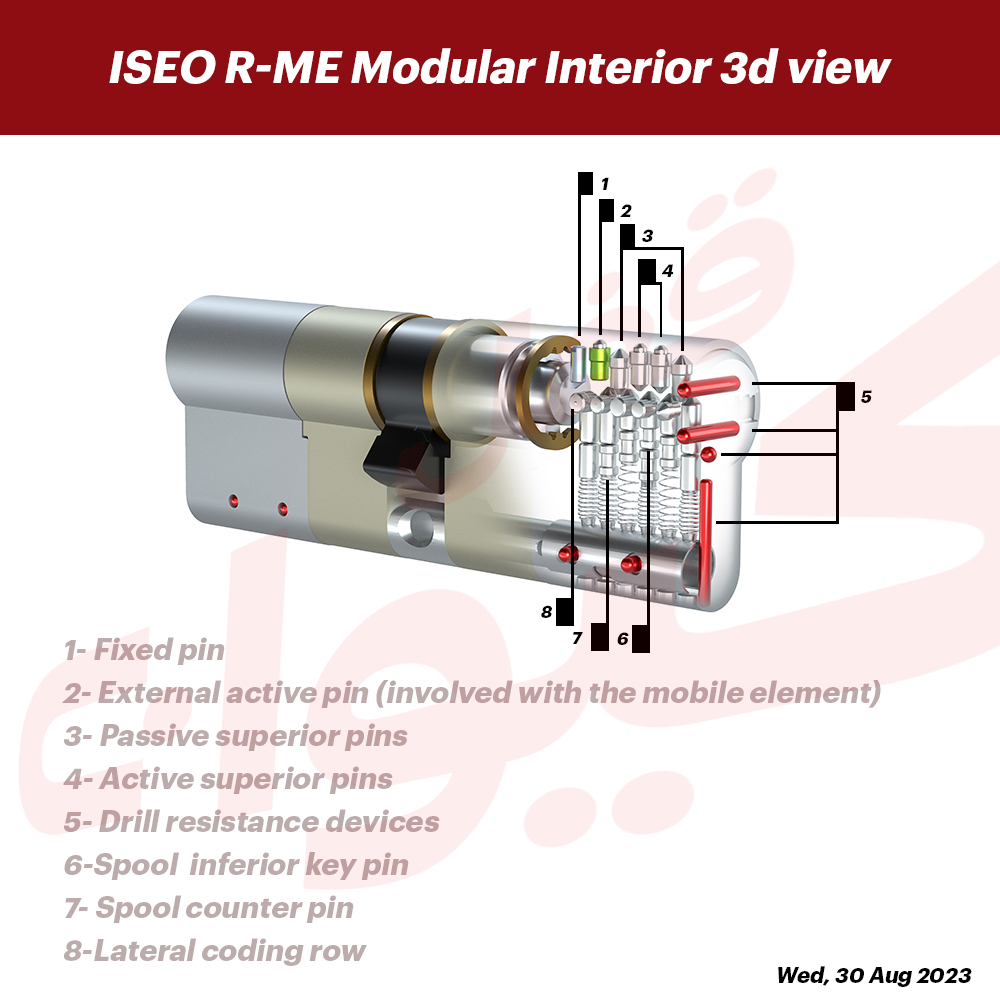 ISEO R-ME Modular Interior 3d view
1
2
3
4
5
8
7
6
1- Fixed pin
2- External active pin (involved with the mobile element)
3- Passive superior pins
4- Active superior pins
5- Drill resistance devices
6-Spool  inferior key pin
7- Spool counter pin
8-Lateral coding row
Wed, 30 Aug 2023